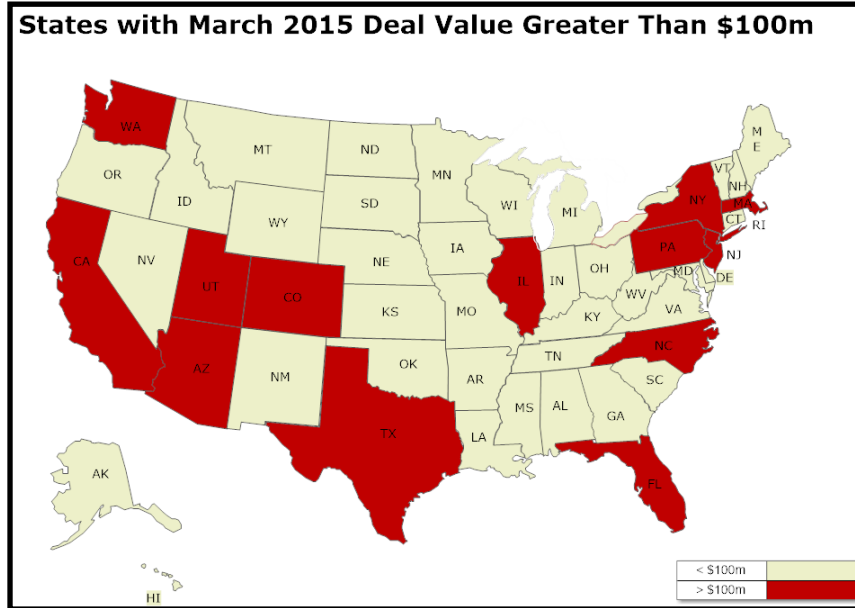 States with March 2015 Deal Value Greater Than $100m
WA
MT
ND
MN
M
E
VT
NH
OR
ID
WY
SD
WI
MI
NY
MA
CT
RI
NV
NE
IA
PA
NJ
CA
UT
CO
KS
MO
IL
IN
OH
WV
MD
DE
VA
KY
AZ
NM
OK
AR
TN
NC
SC
TX
LA
MS
AL
GA
FL
AK
HI
< $100m
> $100m